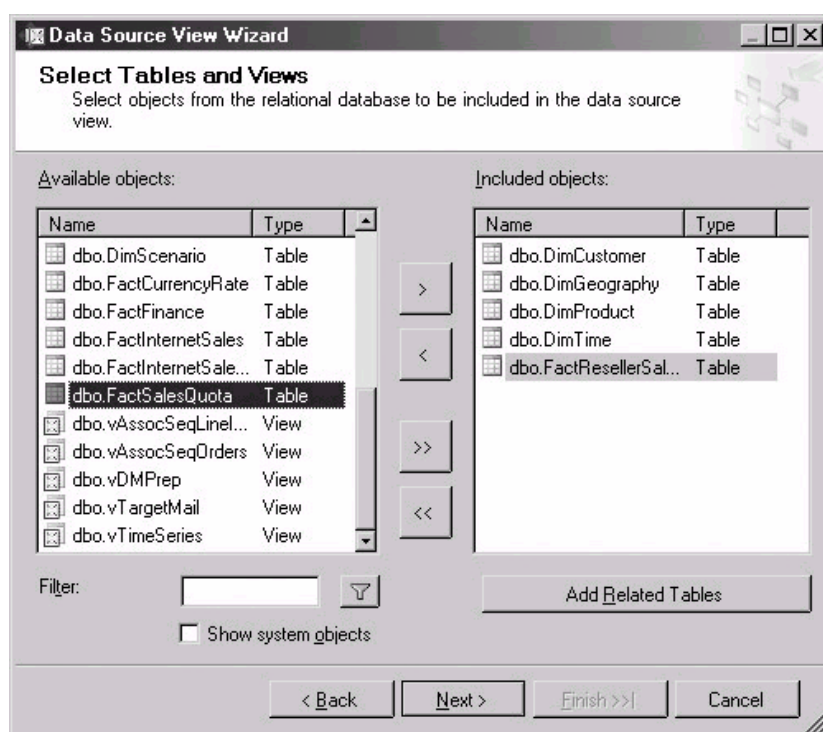 Data Source View Wizard
Select Tables and Views
Select objects from the relational database to be included in the data source
view.
Available objects:
Name Type
dbo.DimScenario Table
dbo.FactCurrencyRate Table
dbo.FactFinance Table
dbo.FactInternetSales Table
dbo.FactInternetSale... Table
dbo.FactSalesQuota Table
dbo.vAssocSeqLineI... View
dbo.vAssocSeqOrders View
dbo.vDMPrep View
dbo.vTargetMail View
dbo.vTimeSeries View
Filter:
Show system objects
Included objects:
Name Type
dbo.DimCustomer Table
dbo.DimGeography Table
dbo.DimProduct Table
dbo.DimTime Table
dbo.FactResellerSal... Table
>
<
>>
<<
Add Related Tables
< Back
Next >
Finish >>|
Cancel